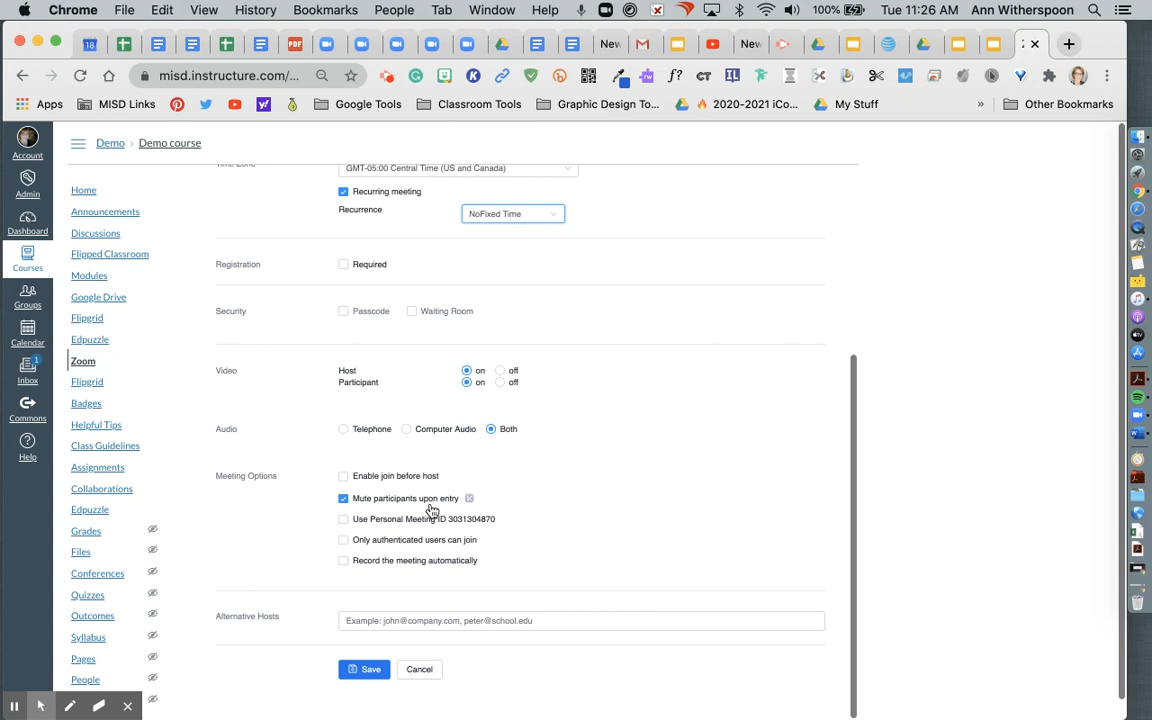 Chrome File Edit View History Bookmarks People Tab Window Help 100% Tue 11:26 AM Ann Witherspoon
18 PDF New New
misd.instructure.com/...
Apps MISD Links Google Tools Classroom Tools Graphic Design To... 2020-2021 iCo... My Stuff » Other Bookmarks
Account
Admin
Dashboard
Courses
Groups
Calendar
1
Inbox
Commons
Help
Demo › Demo course
Home
Announcements
Discussions
Flipped Classroom
Modules
Google Drive
Flipgrid
Edpuzzle
Zoom
Flipgrid
Badges
Helpful Tips
Class Guidelines
Assignments
Collaborations
Edpuzzle
Grades
Files
Conferences
Quizzes
Outcomes
Syllabus
Pages
People
Time Zone GMT-05:00 Central Time (US and Canada)
Recurring meeting
Recurrence NoFixed Time
Registration Required
Security Passcode Waiting Room
Video Host on off
Participant on off
Audio Telephone Computer Audio Both
Meeting Options Enable join before host
Mute participants upon entry
Use Personal Meeting ID 3031304870
Only authenticated users can join
Record the meeting automatically
Alternative Hosts Example: john@company.com, peter@school.edu
Save Cancel